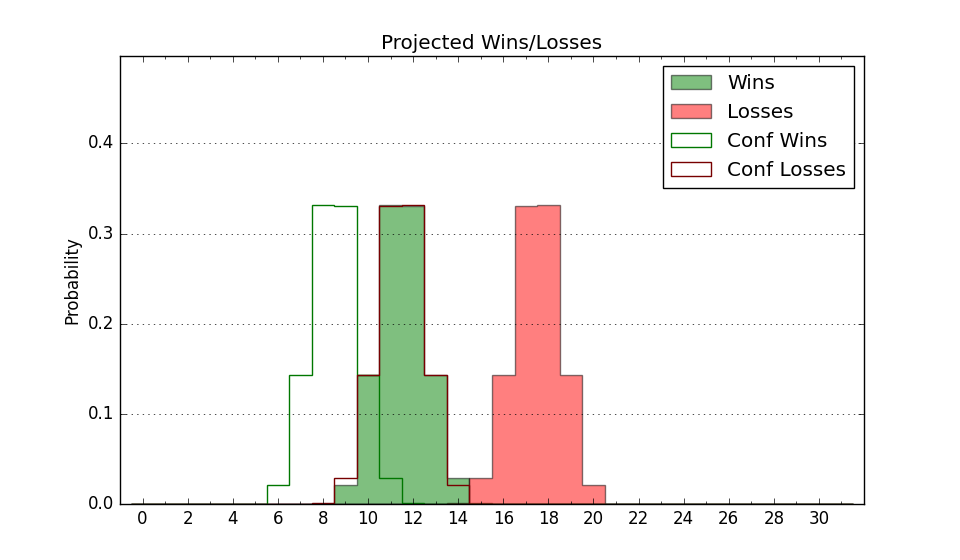 Projected Wins/Losses
Wins
Losses
Conf Wins
Conf Losses
Probability
0.4
0.3
0.2
0.1
0.0
0 2 4 6 8 10 12 14 16 18 20 22 24 26 28 30